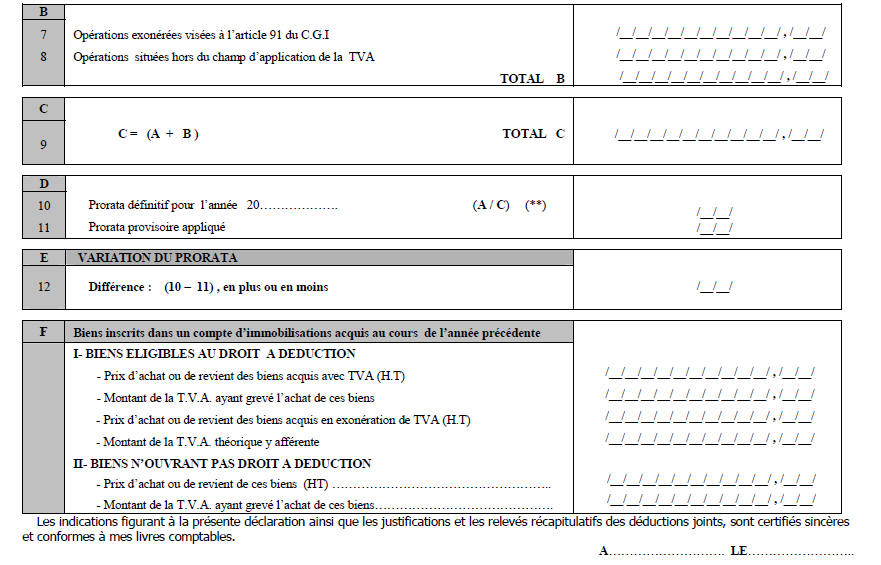 B
7 Opérations exonérées visées à l'article 91 du C.G.I /__/__/__/__/__/__/__/__/__/__/,/__/__/
8 Opérations situées hors du champ d'application de la TVA /__/__/__/__/__/__/__/__/__/__/,/__/__/
TOTAL B /__/__/__/__/__/__/__/__/__/__/,/__/__/
C
9 C = (A + B ) TOTAL C /__/__/__/__/__/__/__/__/__/__/,/__/__/
D
10 Prorata définitif pour l'année 20………………. (A / C) (**) /__/__/
11 Prorata provisoire appliqué /__/__/
E VARIATION DU PRORATA
12 Différence : (10 – 11) , en plus ou en moins /__/__/
F Biens inscrits dans un compte d'immobilisations acquis au cours de l'année précédente
I- BIENS ELIGIBLES AU DROIT A DEDUCTION
- Prix d'achat ou de revient des biens acquis avec TVA (H.T) /__/__/__/__/__/__/__/__/__/__/,/__/__/
- Montant de la T.V.A. ayant grevé l'achat de ces biens /__/__/__/__/__/__/__/__/__/__/,/__/__/
- Prix d'achat ou de revient des biens acquis en exonération de TVA (H.T) /__/__/__/__/__/__/__/__/__/__/,/__/__/
- Montant de la T.V.A. théorique y afférente /__/__/__/__/__/__/__/__/__/__/,/__/__/
II- BIENS N'OUVRANT PAS DROIT A DEDUCTION
- Prix d'achat ou de revient de ces biens (HT) …………………………………………….. /__/__/__/__/__/__/__/__/__/__/,/__/__/
- Montant de la T.V.A. ayant grevé l'achat de ces biens……………………………………. /__/__/__/__/__/__/__/__/__/__/,/__/__/
Les indications figurant à la présente déclaration ainsi que les justifications et les relevés récapitulatifs des déductions joints, sont certifiés sincères
et conformes à mes livres comptables.
A………………………. LE……………………..